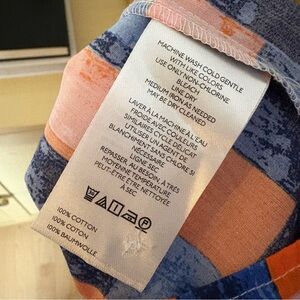 MACHINE WASH COLD GENTLE
WITH LIKE COLORS
USE ONLY NON-CHLORINE
BLEACH
LINE DRY
MEDIUM IRON AS NEEDED
MAY BE DRY CLEANED
LAVER A LA MACHINE A L'EAU
FROIDE AVEC COULEURS
SIMILAIRES CYCLE DELICAT
UTILISER UN AGENT DE
BLANCHIMENT SANS CHLORE SI
NÉCESSAIRE
LIGNE SEC
REPASSER, AU BESOIN, À TRÈS
MOYENNE TEMPÉRATURE
PEUT-ÊTRE ÊTRE NETTOYÉE
À SEC
100% COTTON
100% COTON
100% BAUMWOLLE